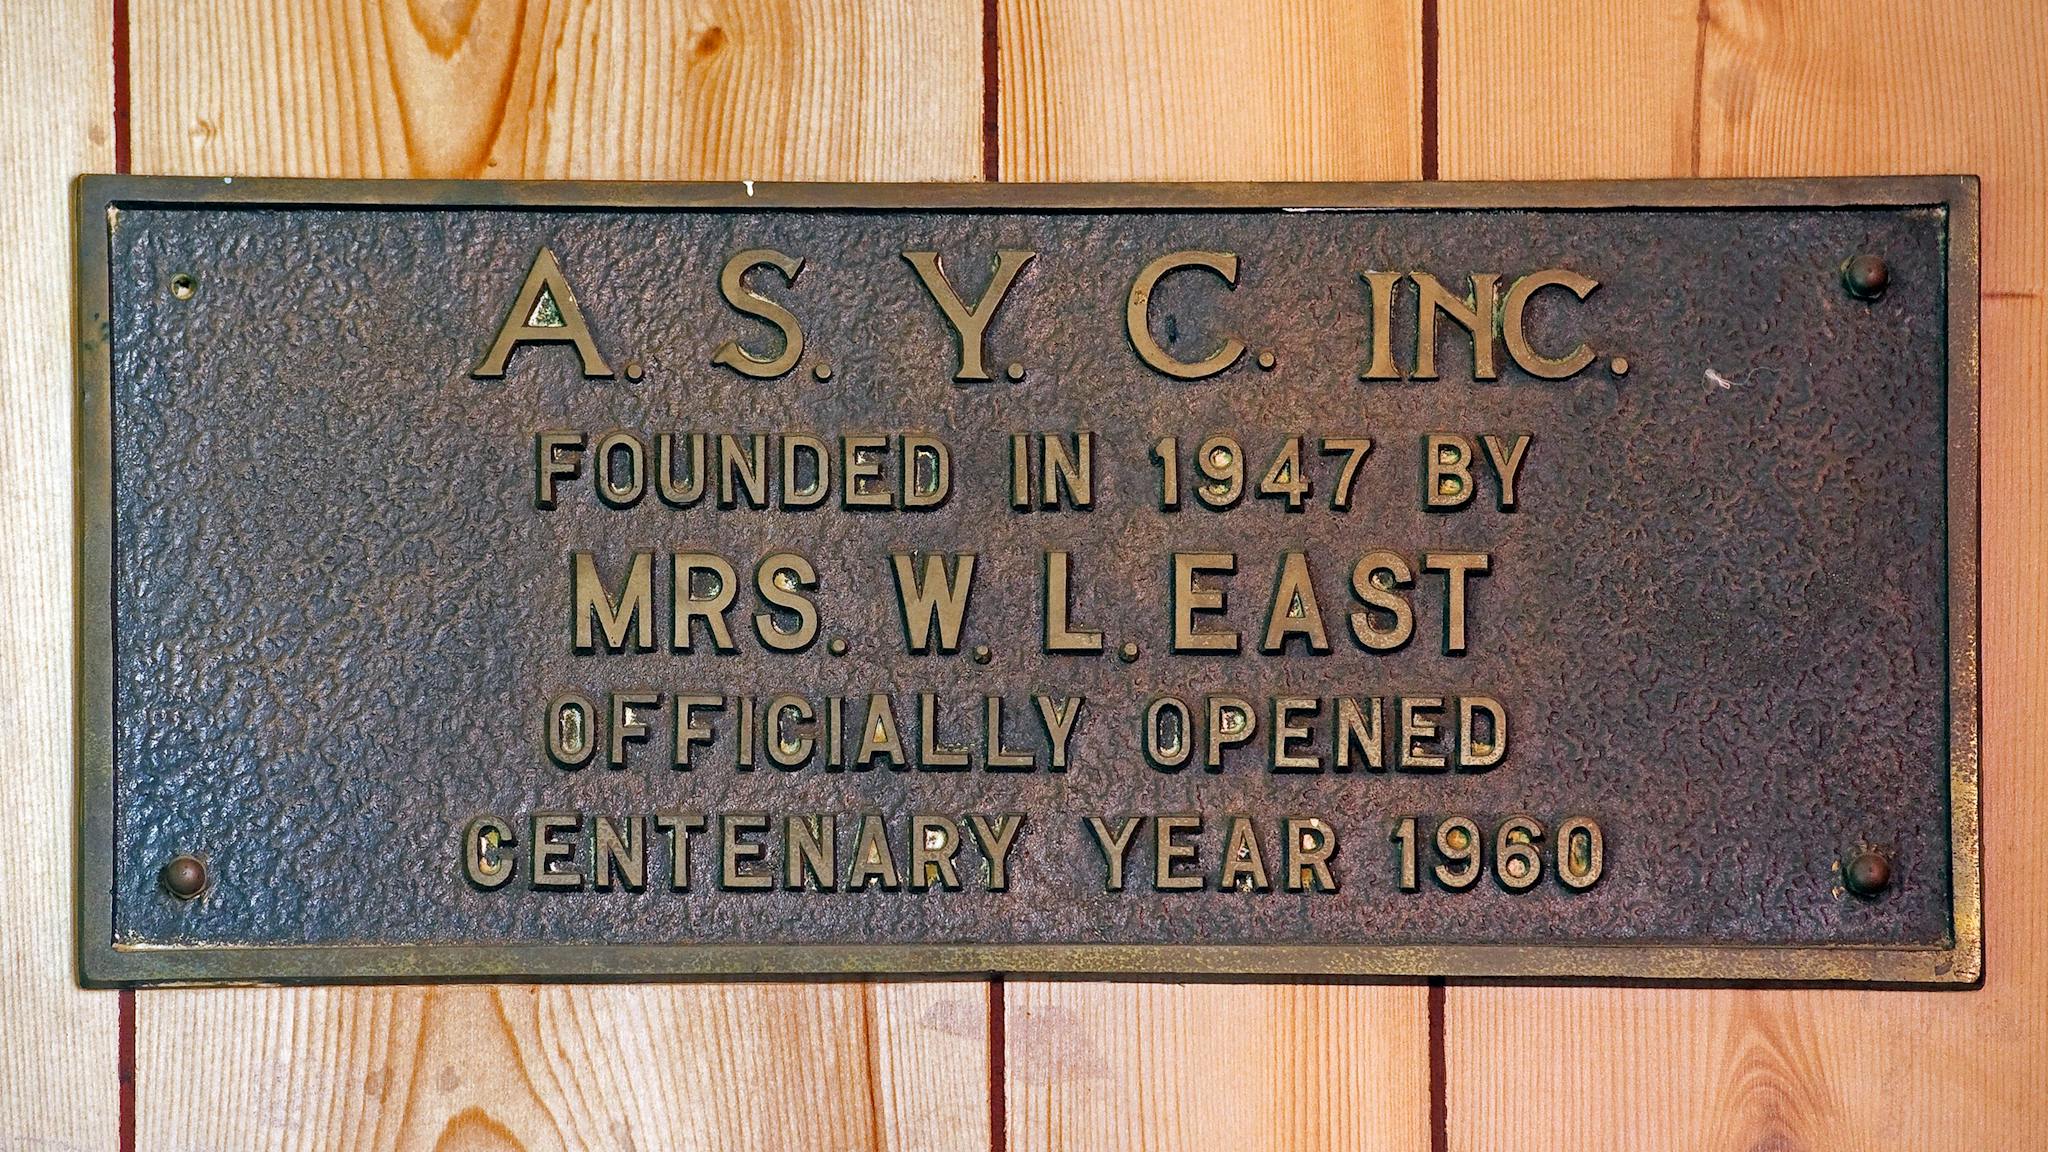 A. S. Y. C. INC.
FOUNDED IN 1947 BY
MRS. W. L. EAST
OFFICIALLY OPENED
CENTENARY YEAR 1960